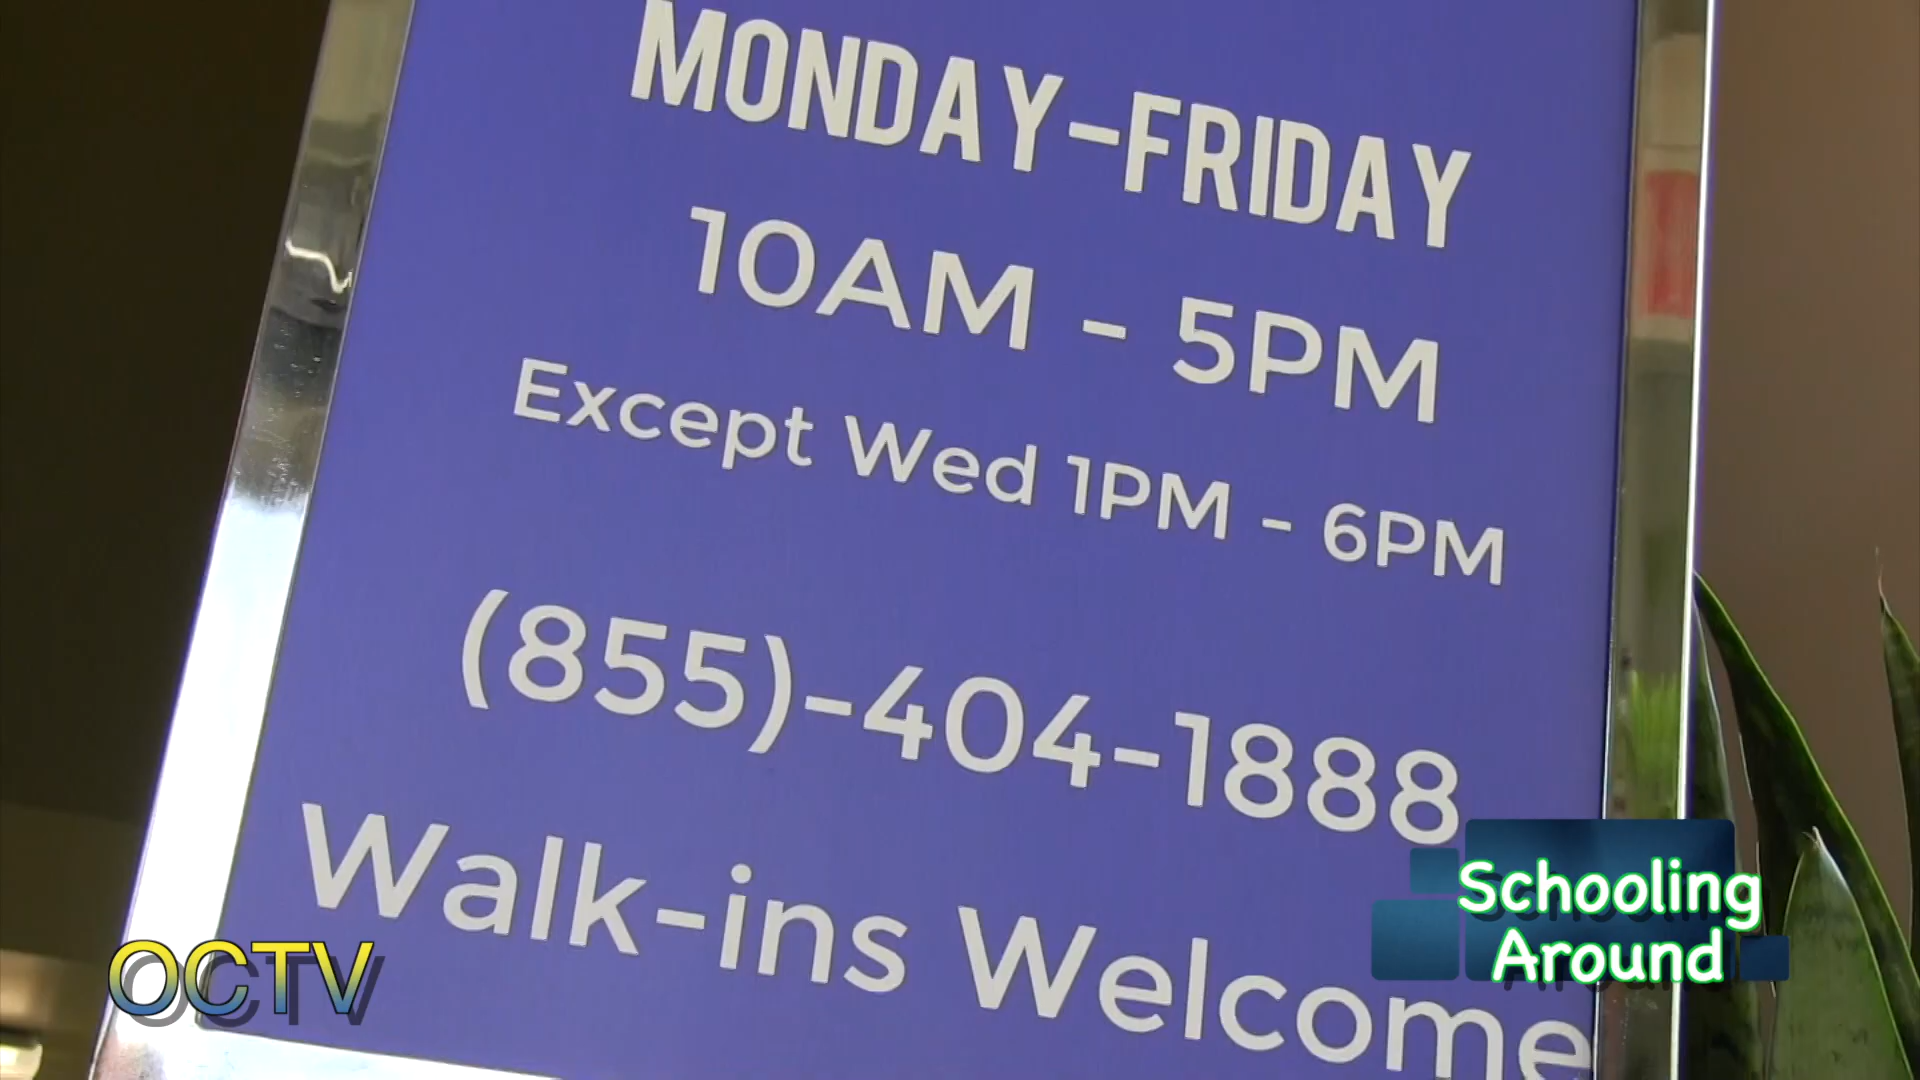 MONDAY-FRIDAY
10AM - 5PM
Except Wed 1PM - 6PM
(855)-404-1888
Walk-ins Welcome
OCTV
Schooling
Around